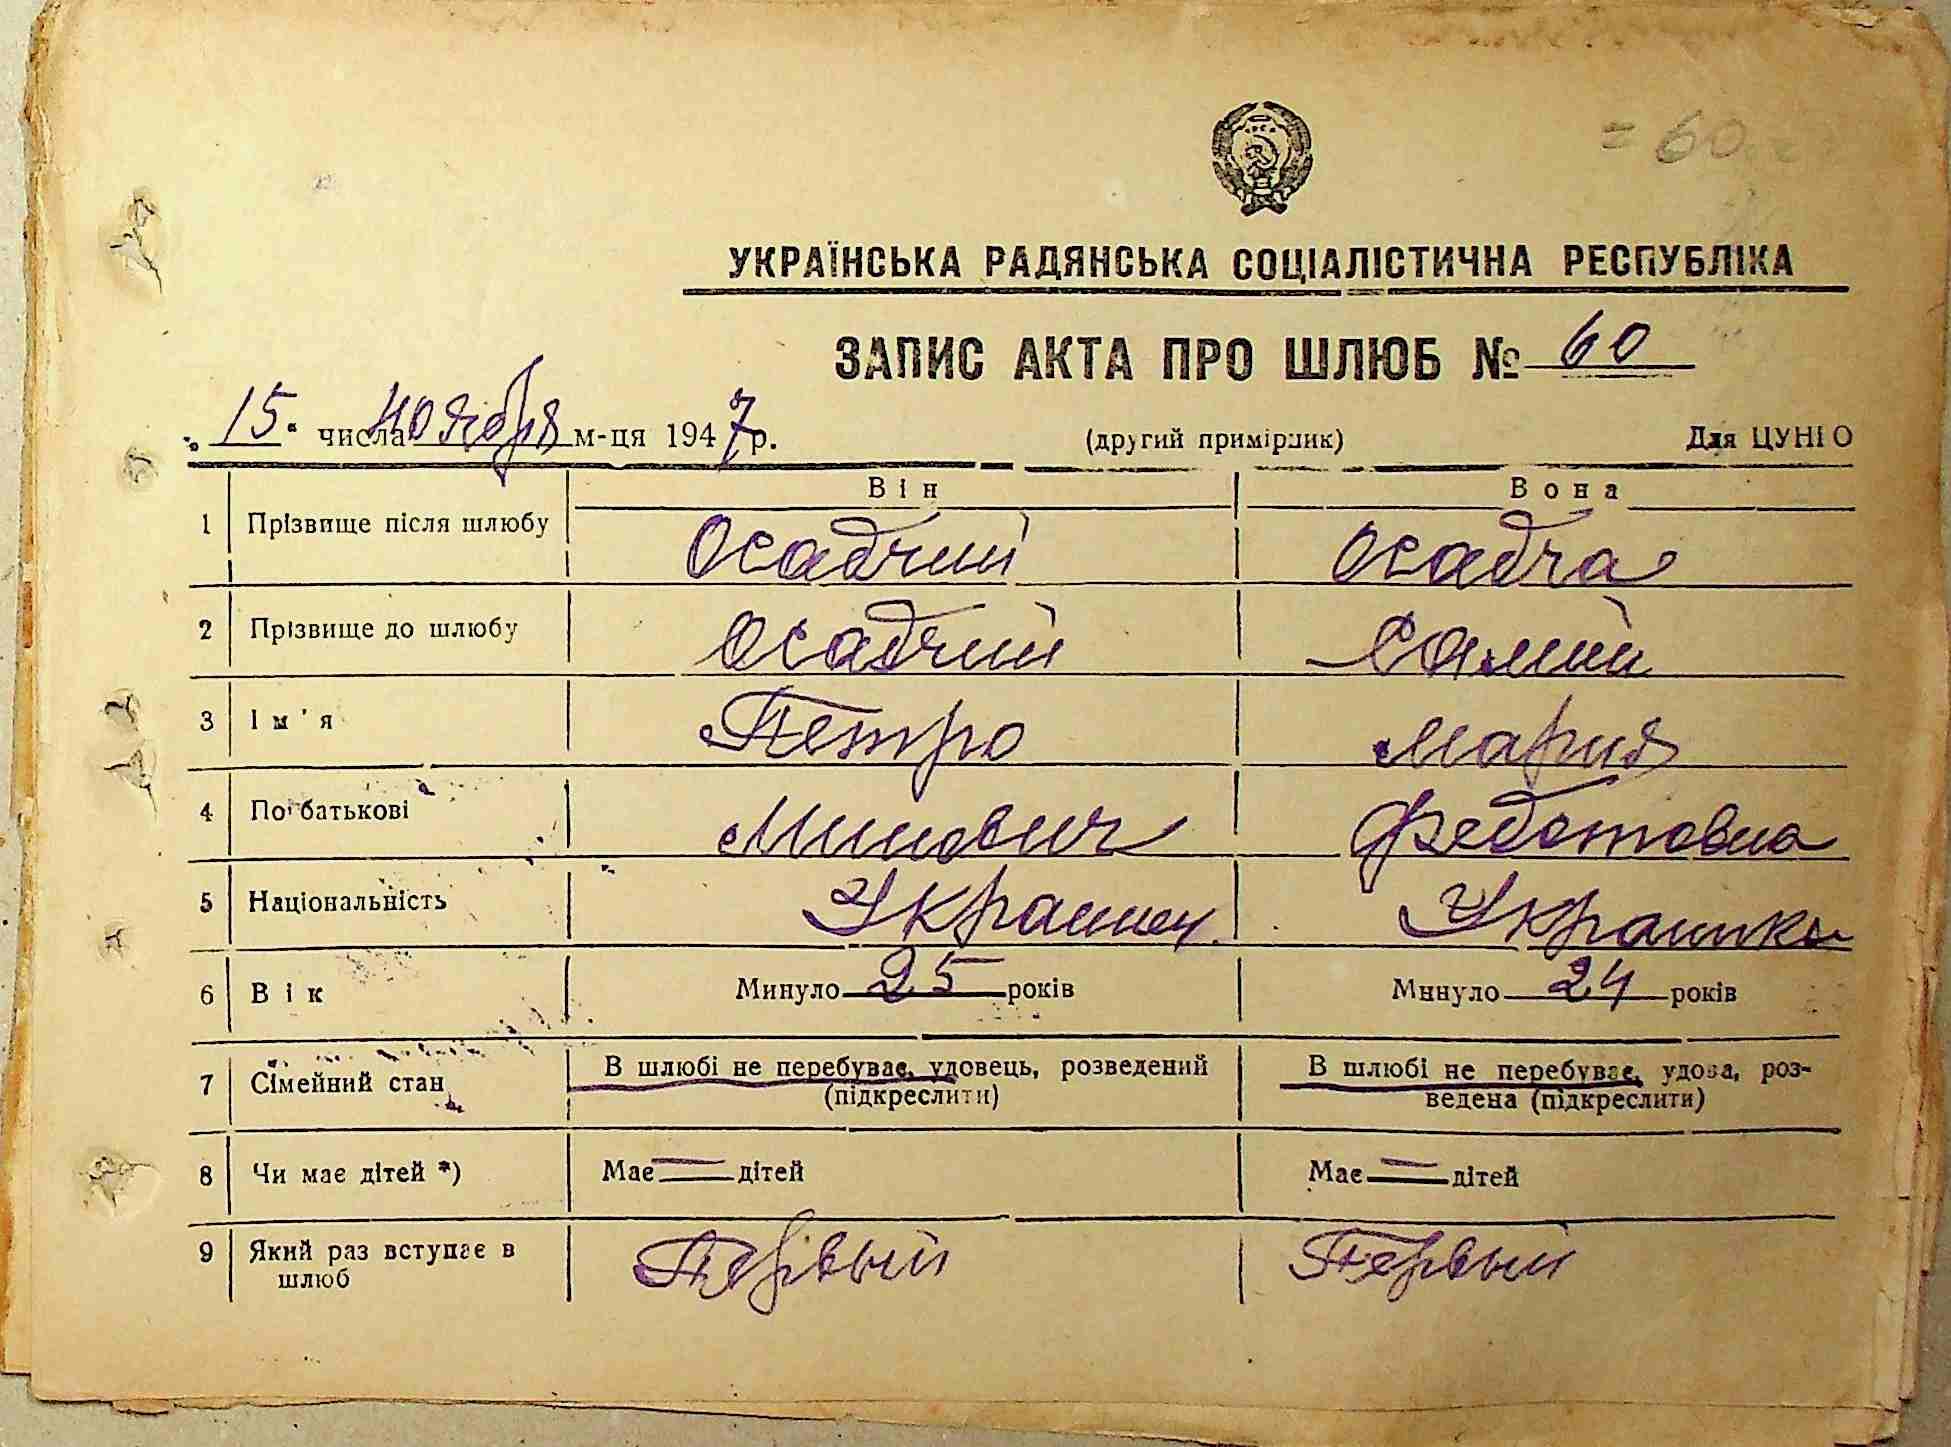 = 60
УКРАЇНСЬКА РАДЯНСЬКА СОЦІАЛІСТИЧНА РЕСПУБЛІКА
ЗАПИС АКТА ПРО ШЛЮБ № 60
„ 15 " числа ноября м-ця 1947 р. (другий примірник) Для ЦУНГО
Він Вона
1 Прізвище після шлюбу Осадчий Осадча
2 Прізвище до шлюбу Осадчий Салий
3 Ім'я Петро Мария
4 По батькові Минович Федотовна
5 Національність Украинец Украинка
6 Вік Минуло 25 років Минуло 24 років
7 Сімейний стан В шлюбі не перебуває, удовець, розведений В шлюбі не перебуває, удова, роз-
(підкреслити) ведена (підкреслити)
8 Чи має дітей *) Має — дітей Має — дітей
9 Який раз вступає в Первый Первый
шлюб